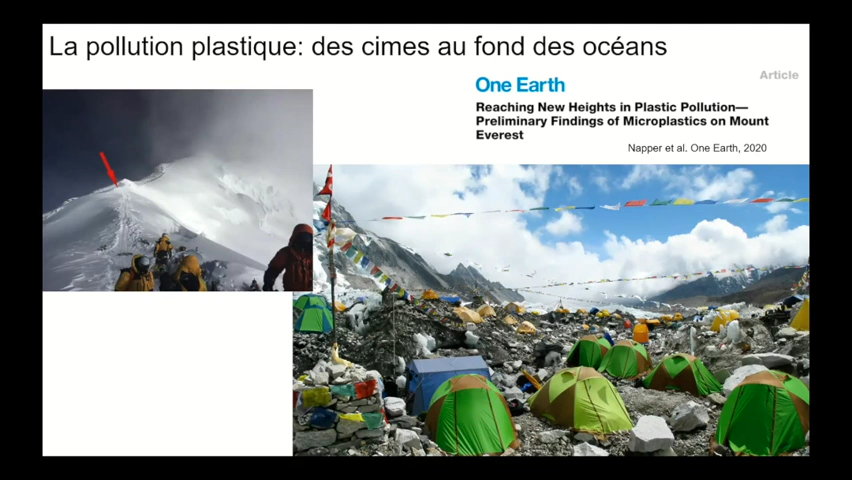 La pollution plastique: des cimes au fond des océans
Article
One Earth
Reaching New Heights in Plastic Pollution—
Preliminary Findings of Microplastics on Mount
Everest
Napper et al. One Earth, 2020